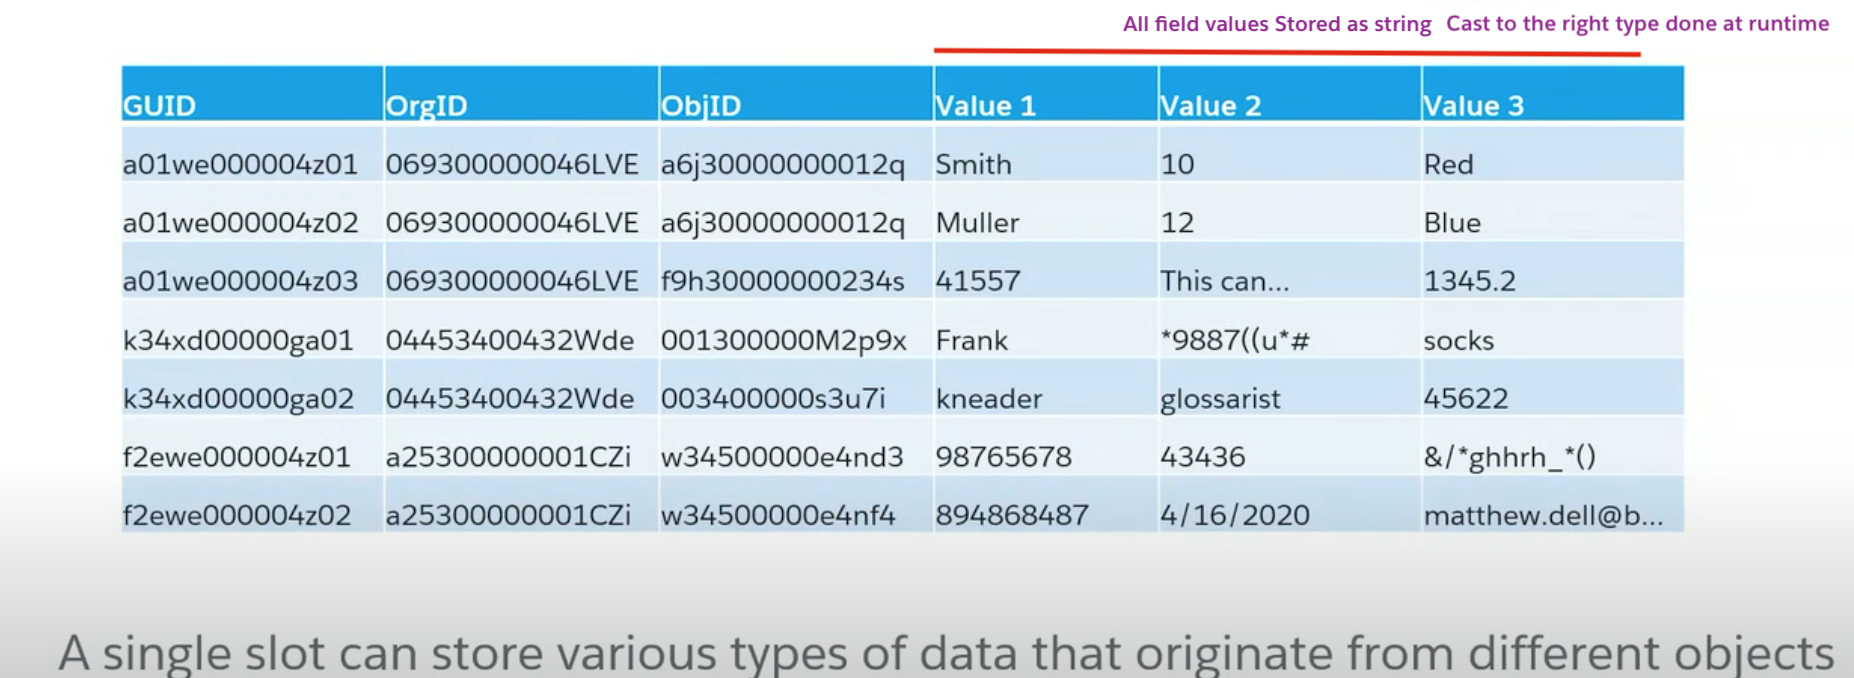 All field values Stored as string Cast to the right type done at runtime
GUID OrgID ObjID Value 1 Value 2 Value 3
a01we000004z01 069300000046LVE a6j30000000012q Smith 10 Red
a01we000004z02 069300000046LVE a6j30000000012q Muller 12 Blue
a01we000004z03 069300000046LVE f9h30000000234s 41557 This can... 1345.2
k34xd00000ga01 04453400432Wde 001300000M2p9x Frank *9887((u*# socks
k34xd00000ga02 04453400432Wde 003400000s3u7i kneader glossarist 45622
f2ewe000004z01 a25300000001CZi w34500000e4nd3 98765678 43436 &/*ghhrh_*()
f2ewe000004z02 a25300000001CZi w34500000e4nf4 894868487 4/16/2020 matthew.dell@b...
A single slot can store various types of data that originate from different objects